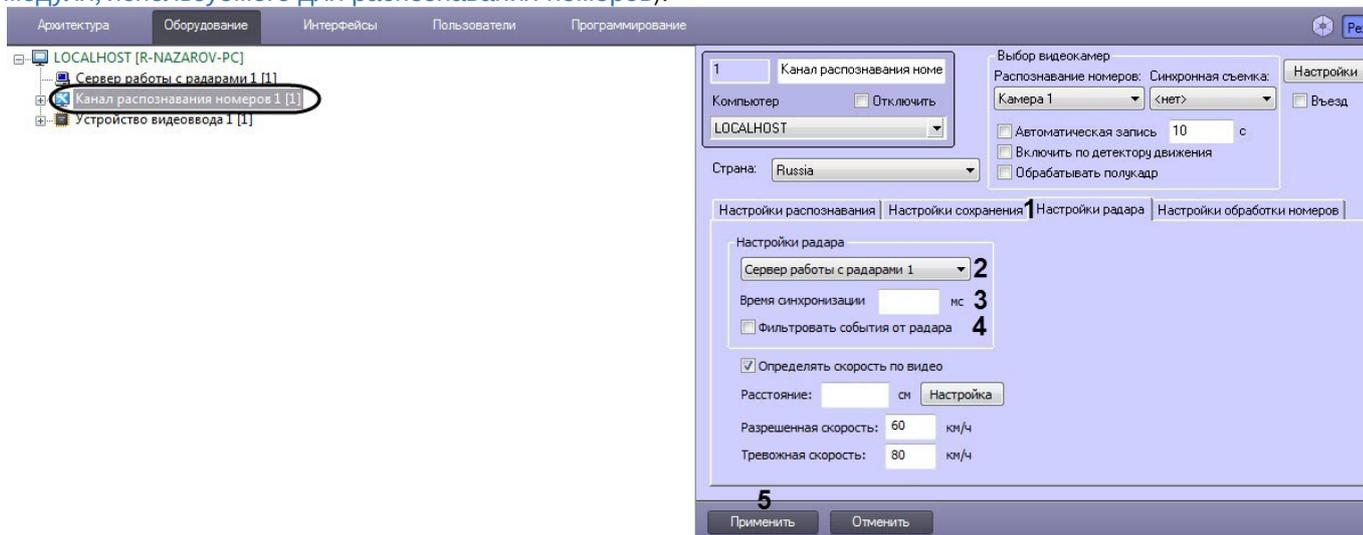 модуля, используемого для распознавания номеров).
Архитектура Оборудование Интерфейсы Пользователи Программирование
LOCALHOST [R-NAZAROV-PC]
Сервер работы с радарами 1 [1]
Канал распознавания номеров 1 [1]
Устройство видеоввода 1 [1]
1 Канал распознавания номе
Компьютер Отключить
LOCALHOST
Страна: Russia
Выбор видеокамер
Распознавание номеров: Синхронная съемка:
Камера 1 <нет>
Автоматическая запись 10 с
Включить по детектору движения
Обрабатывать полукадр
Настройки
Въезд
Настройки распознавания Настройки сохранения 1 Настройки радара Настройки обработки номеров
Настройки радара
Сервер работы с радарами 1 2
Время синхронизации мс 3
Фильтровать события от радара 4
Определять скорость по видео
Расстояние: см Настройка
Разрешенная скорость: 60 км/ч
Тревожная скорость: 80 км/ч
5
Применить Отменить